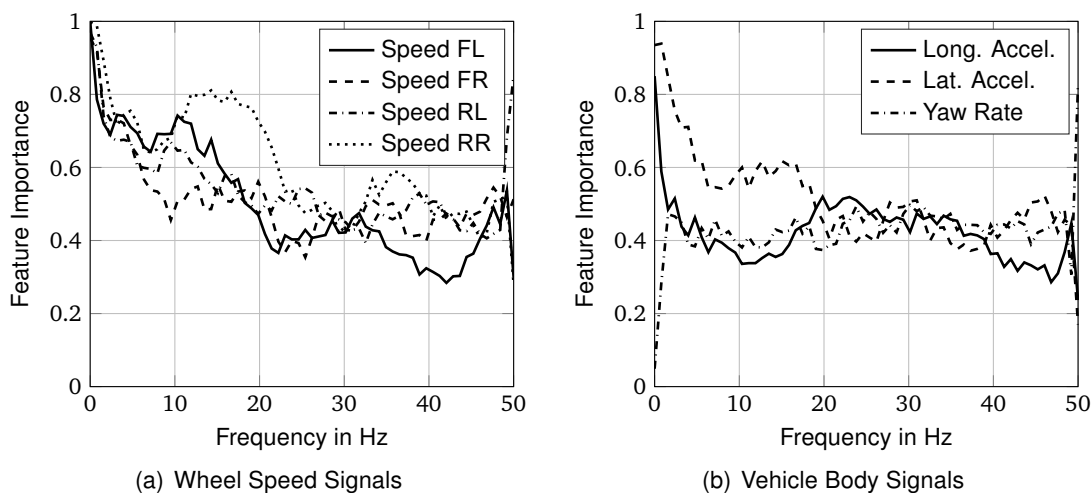 Feature Importance
1
0.8
0.6
0.4
0.2
0
0 10 20 30 40 50
Frequency in Hz
Speed FL
Speed FR
Speed RL
Speed RR
(a) Wheel Speed Signals
Feature Importance
1
0.8
0.6
0.4
0.2
0
0 10 20 30 40 50
Frequency in Hz
Long. Accel.
Lat. Accel.
Yaw Rate
(b) Vehicle Body Signals